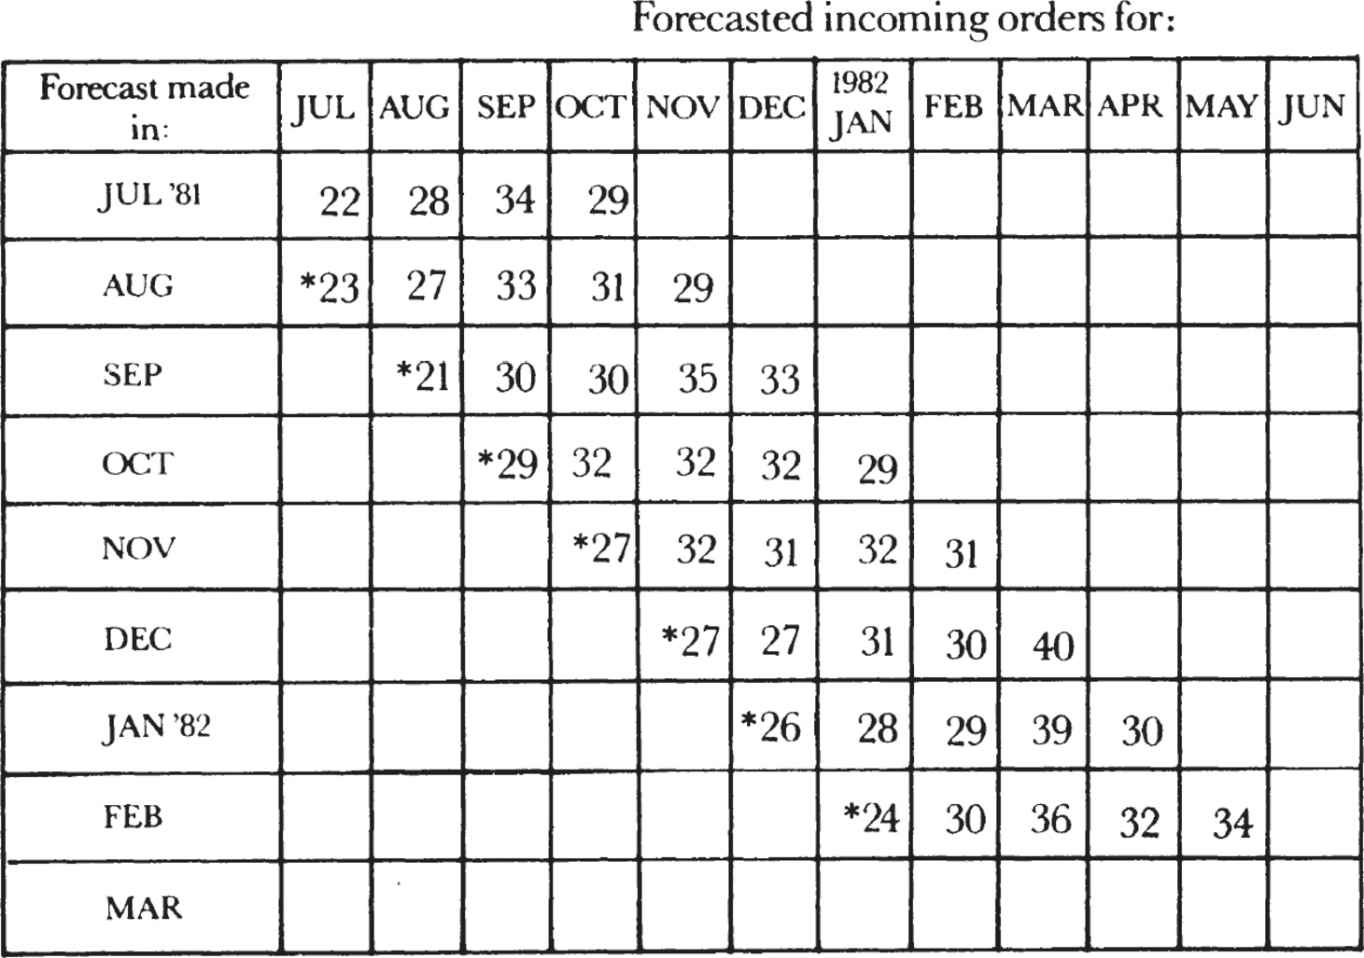 Forecasted incoming orders for:
Forecast made in: JUL AUG SEP OCT NOV DEC 1982 JAN FEB MAR APR MAY JUN
JUL '81 22 28 34 29
AUG *23 27 33 31 29
SEP *21 30 30 35 33
OCT *29 32 32 32 29
NOV *27 32 31 32 31
DEC *27 27 31 30 40
JAN '82 *26 28 29 39 30
FEB *24 30 36 32 34
MAR